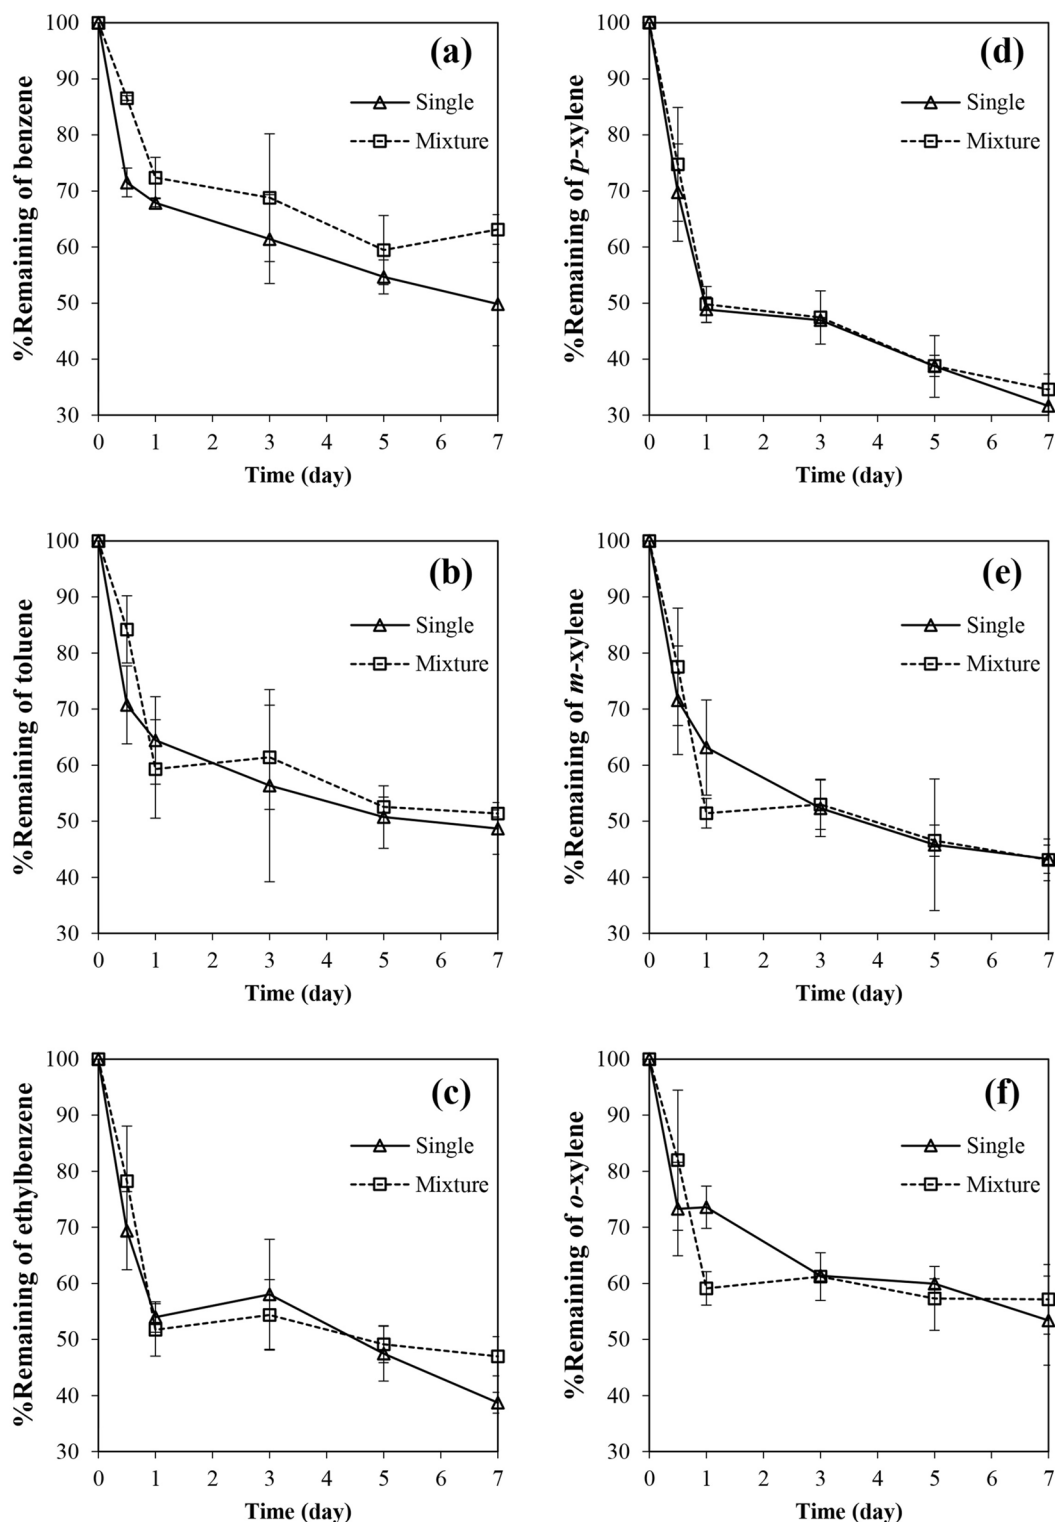 (a)
%Remaining of benzene
100
90
80
70
60
50
40
30
Single
Mixture
0 1 2 3 4 5 6 7
Time (day)
(d)
%Remaining of p-xylene
100
90
80
70
60
50
40
30
Single
Mixture
0 1 2 3 4 5 6 7
Time (day)
(b)
%Remaining of toluene
100
90
80
70
60
50
40
30
Single
Mixture
0 1 2 3 4 5 6 7
Time (day)
(e)
%Remaining of m-xylene
100
90
80
70
60
50
40
30
Single
Mixture
0 1 2 3 4 5 6 7
Time (day)
(c)
%Remaining of ethylbenzene
100
90
80
70
60
50
40
30
Single
Mixture
0 1 2 3 4 5 6 7
Time (day)
(f)
%Remaining of o-xylene
100
90
80
70
60
50
40
30
Single
Mixture
0 1 2 3 4 5 6 7
Time (day)